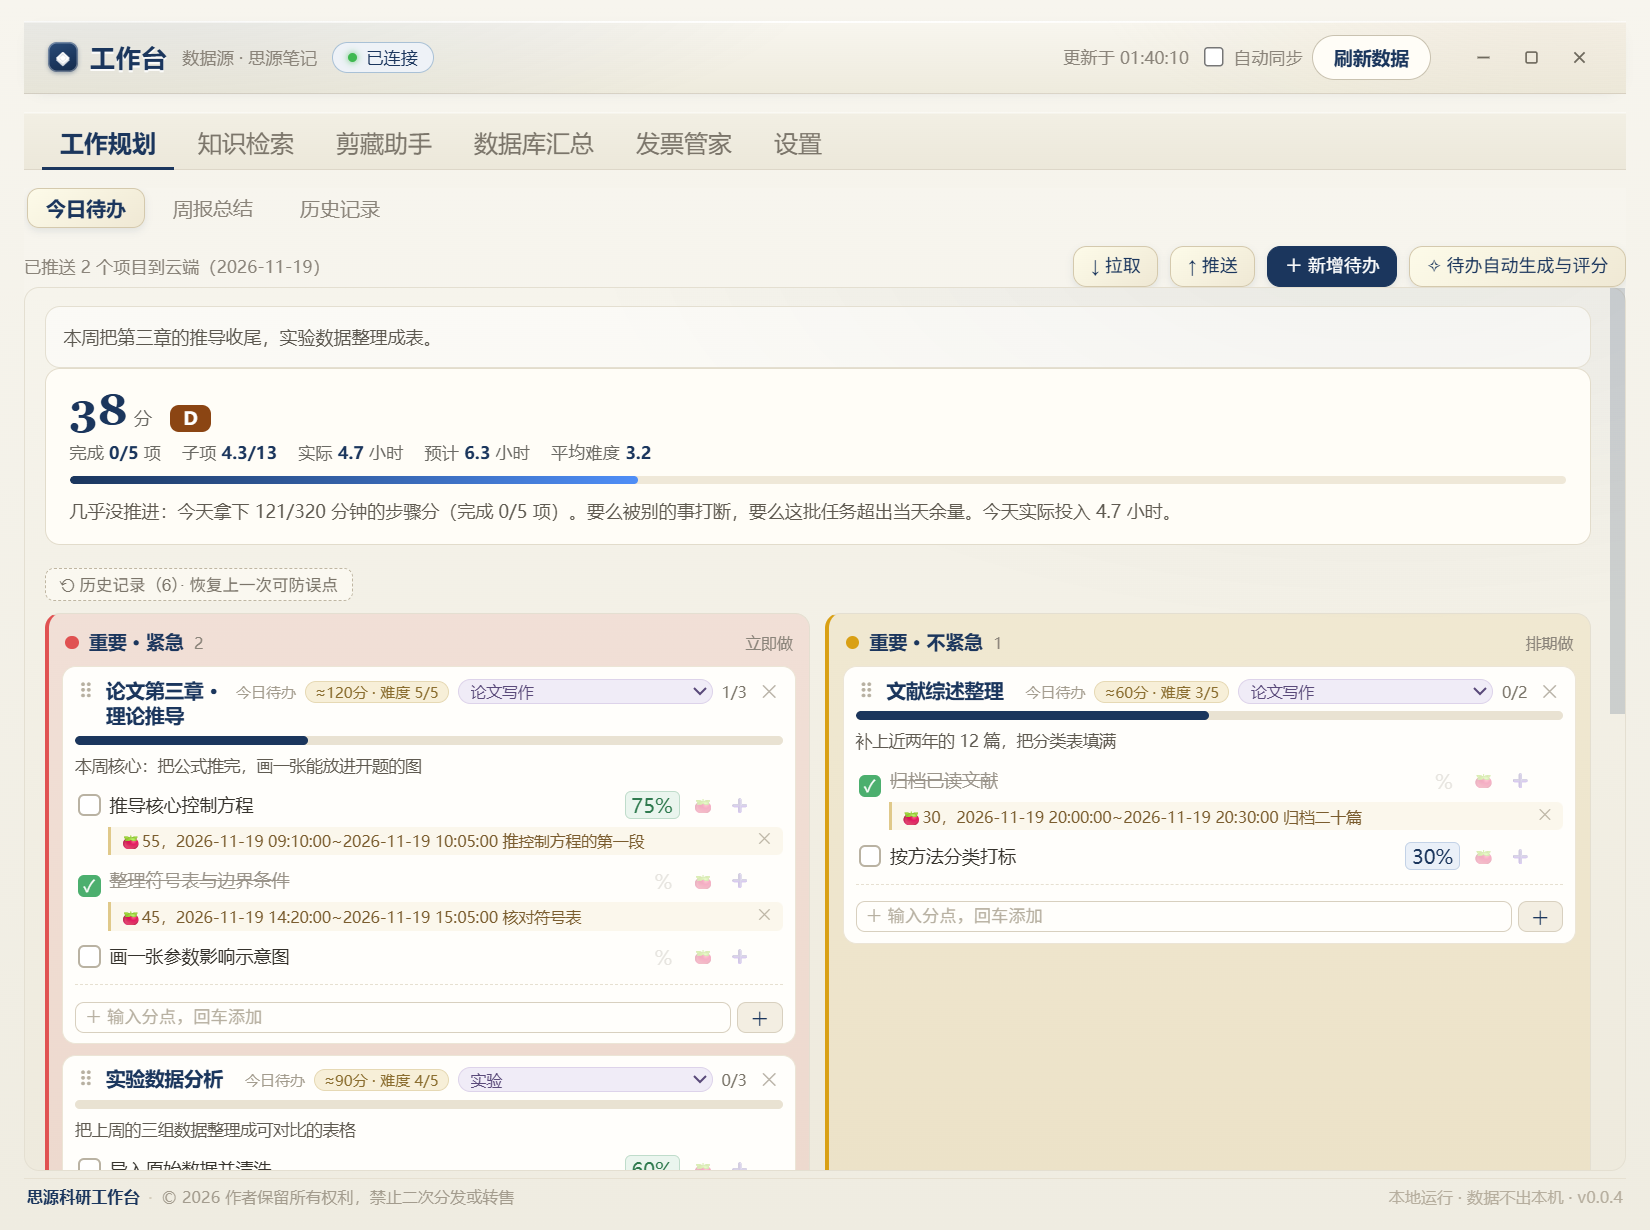 工作台 数据源 · 思源笔记 已连接 更新于 01:40:10 自动同步 刷新数据
工作规划 知识检索 剪藏助手 数据库汇总 发票管家 设置
今日待办 周报总结 历史记录
已推送 2 个项目到云端（2026-11-19） ↓拉取 ↑推送 ＋新增待办 ✧ 待办自动生成与评分
本周把第三章的推导收尾，实验数据整理成表。
38 分 D
完成 0/5 项 子项 4.3/13 实际 4.7 小时 预计 6.3 小时 平均难度 3.2
几乎没推进：今天拿下 121/320 分钟的步骤分（完成 0/5 项）。要么被别的事打断，要么这批任务超出当天余量。今天实际投入 4.7 小时。
历史记录（6）· 恢复上一次可防误点
重要 • 紧急 2 立即做
论文第三章 • 今日待办 ≈120分 · 难度 5/5 论文写作 1/3
理论推导
本周核心：把公式推完，画一张能放进开题的图
推导核心控制方程 75%
55，2026-11-19 09:10:00~2026-11-19 10:05:00 推控制方程的第一段
整理符号表与边界条件 %
45，2026-11-19 14:20:00~2026-11-19 15:05:00 核对符号表
画一张参数影响示意图 %
＋ 输入分点，回车添加 ＋
实验数据分析 今日待办 ≈90分 · 难度 4/5 实验 0/3
把上周的三组数据整理成可对比的表格
导入原始数据并清洗 60%
重要 • 不紧急 1 排期做
文献综述整理 今日待办 ≈60分 · 难度 3/5 论文写作 0/2
补上近两年的 12 篇，把分类表填满
归档已读文献 %
30，2026-11-19 20:00:00~2026-11-19 20:30:00 归档二十篇
按方法分类打标 30%
＋ 输入分点，回车添加 ＋
思源科研工作台 · © 2026 作者保留所有权利，禁止二次分发或转售 本地运行 · 数据不出本机 · v0.0.4